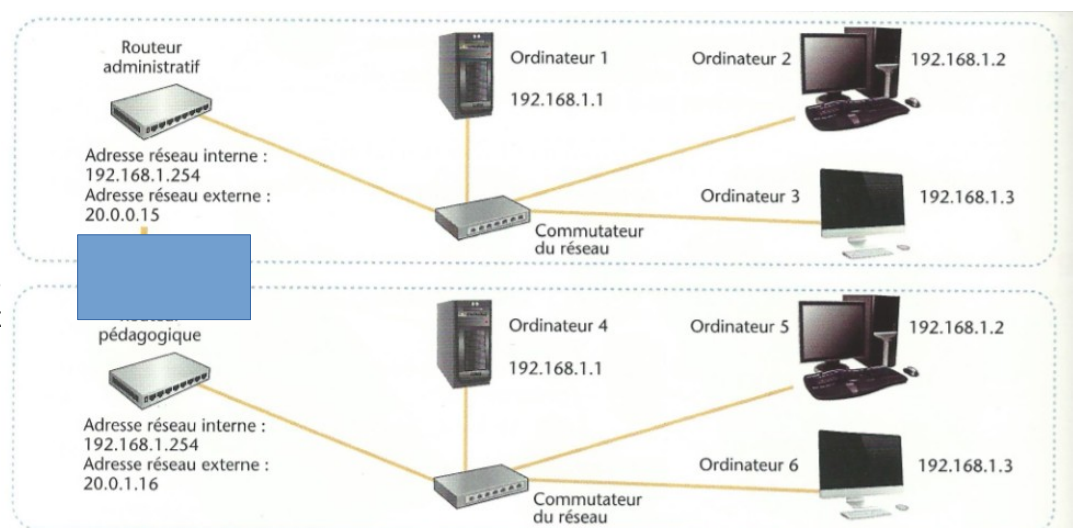 Routeur
administratif
Adresse réseau interne :
192.168.1.254
Adresse réseau externe :
20.0.0.15
Ordinateur 1
192.168.1.1
Ordinateur 2
192.168.1.2
Ordinateur 3
192.168.1.3
Commutateur
du réseau
pédagogique
Adresse réseau interne :
192.168.1.254
Adresse réseau externe :
20.0.1.16
Ordinateur 4
192.168.1.1
Ordinateur 5
192.168.1.2
Ordinateur 6
192.168.1.3
Commutateur
du réseau